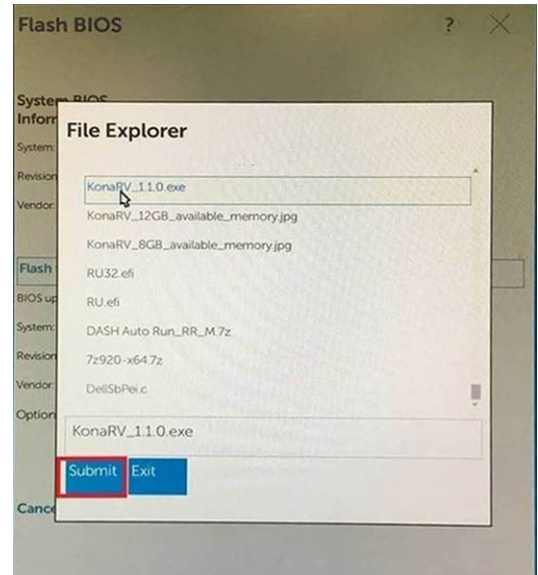 Flash BIOS ?
System BIOS
Inforr
File Explorer
System:
Revision
Vendor:
KonaRV_1.1.0.exe
KonaRV_12GB_available_memory.jpg
KonaRV_8GB_available_memory.jpg
RU32.efi
Flash
RU.efi
BIOS up
System:
DASH Auto Run_RR_M.7z
Revision
7z920-x64.7z
Vendor:
DellSbPei.c
Option
KonaRV_1.1.0.exe
Submit Exit
Cance